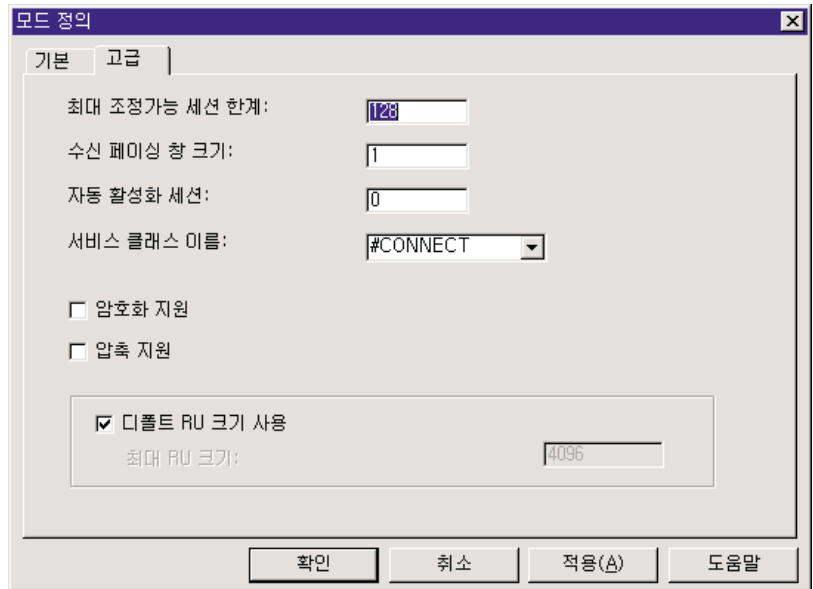 모드 정의
기본 고급
최대 조정가능 세션 한계: 128
수신 페이싱 창 크기: 1
자동 활성화 세션: 0
서비스 클래스 이름: #CONNECT
암호화 지원
압축 지원
디폴트 RU 크기 사용
최대 RU 크기: 4096
확인 취소 적용(A) 도움말